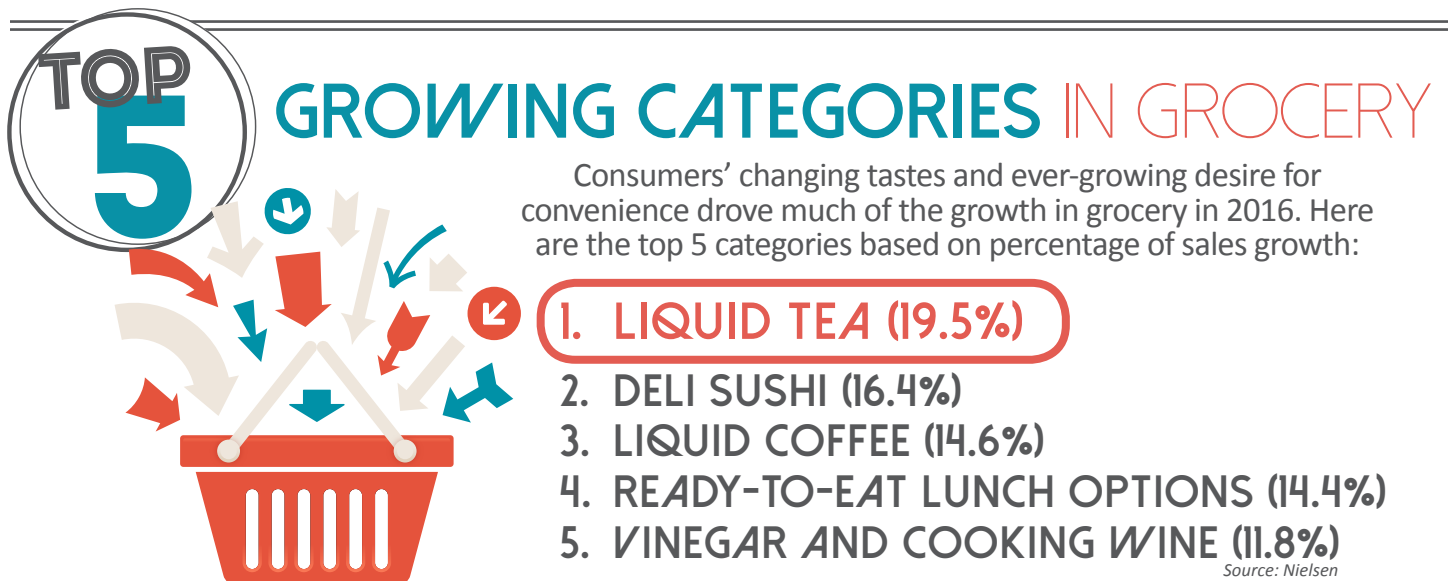 TOP
5
GROWING CATEGORIES IN GROCERY
Consumers’ changing tastes and ever-growing desire for
convenience drove much of the growth in grocery in 2016. Here
are the top 5 categories based on percentage of sales growth:
1. LIQUID TEA (19.5%)
2. DELI SUSHI (16.4%)
3. LIQUID COFFEE (14.6%)
4. READY-TO-EAT LUNCH OPTIONS (14.4%)
5. VINEGAR AND COOKING WINE (11.8%)
Source: Nielsen